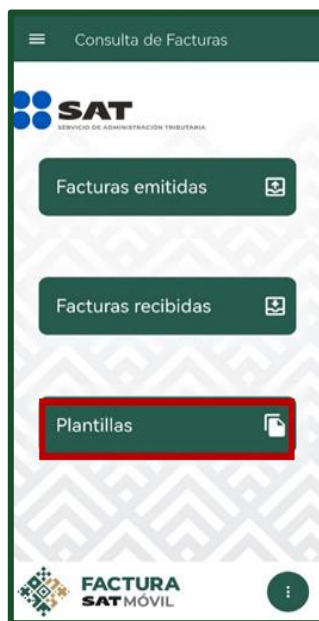 Consulta de Facturas
SAT
SERVICIO DE ADMINISTRACIÓN TRIBUTARIA
Facturas emitidas
Facturas recibidas
Plantillas
FACTURA
SAT MÓVIL